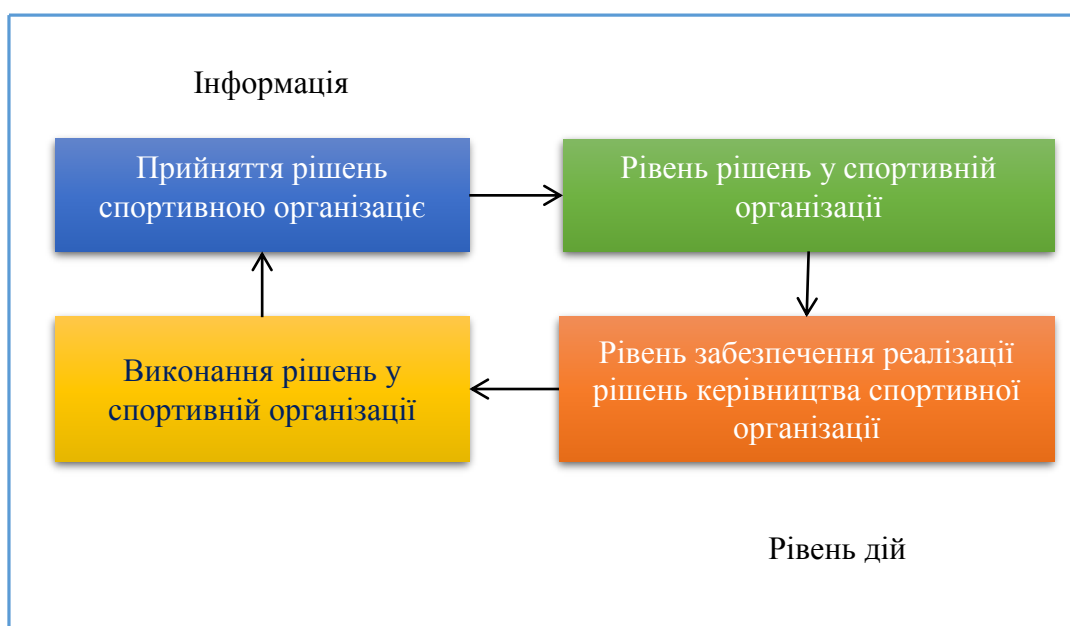 Інформація
Прийняття рішень
спортивною організаціє
Рівень рішень у спортивній
організації
Виконання рішень у
спортивній організації
Рівень забезпечення реалізації
рішень керівництва спортивної
організації
Рівень дій